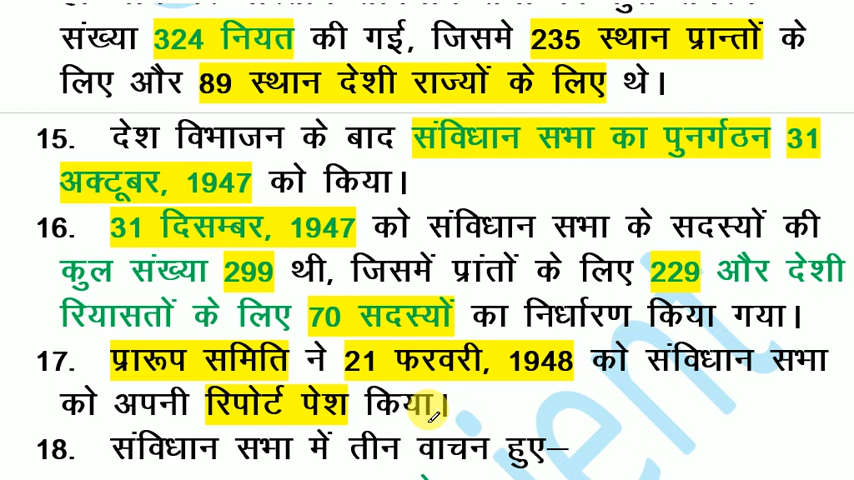 संख्या 324 नियत की गई, जिसमे 235 स्थान प्रान्तों के
लिए और 89 स्थान देशी राज्यों के लिए थे।
15. देश विभाजन के बाद संविधान सभा का पुनर्गठन 31
अक्टूबर, 1947 को किया।
16. 31 दिसम्बर, 1947 को संविधान सभा के सदस्यों की
कुल संख्या 299 थी, जिसमें प्रांतों के लिए 229 और देशी
रियासतों के लिए 70 सदस्यों का निर्धारण किया गया।
17. प्रारूप समिति ने 21 फरवरी, 1948 को संविधान सभा
को अपनी रिपोर्ट पेश किया।
18. संविधान सभा में तीन वाचन हुए–